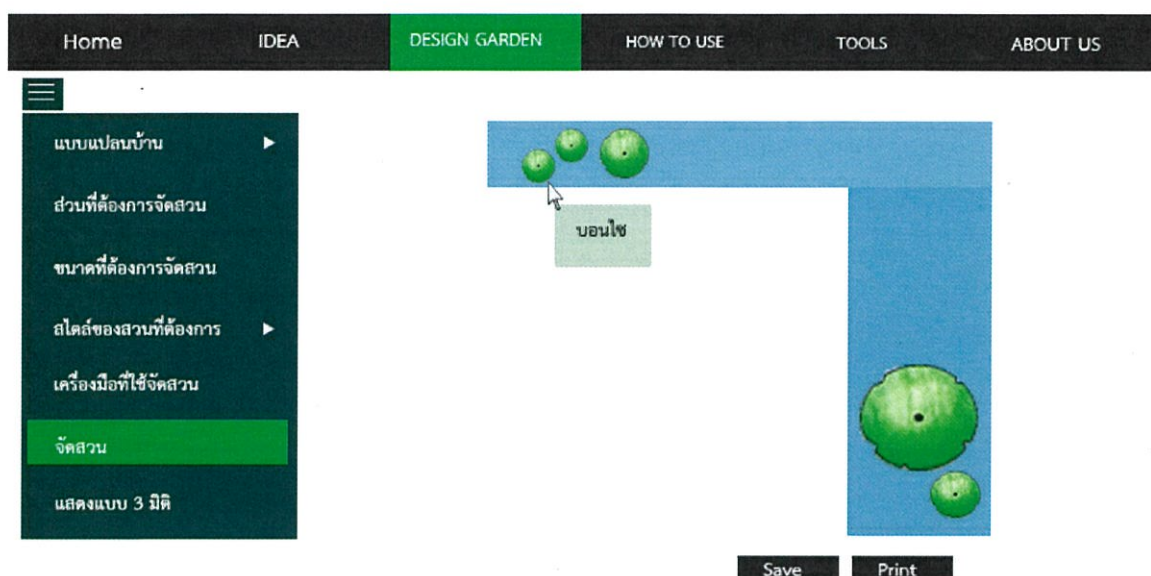 Home IDEA DESIGN GARDEN HOW TO USE TOOLS ABOUT US
แบบแปลนบ้าน
ส่วนที่ต้องการจัดสวน
ขนาดที่ต้องการจัดสวน
สไตล์ของสวนที่ต้องการ
เครื่องมือที่ใช้จัดสวน
จัดสวน
แสดงแบบ 3 มิติ
บอนไซ
Save Print